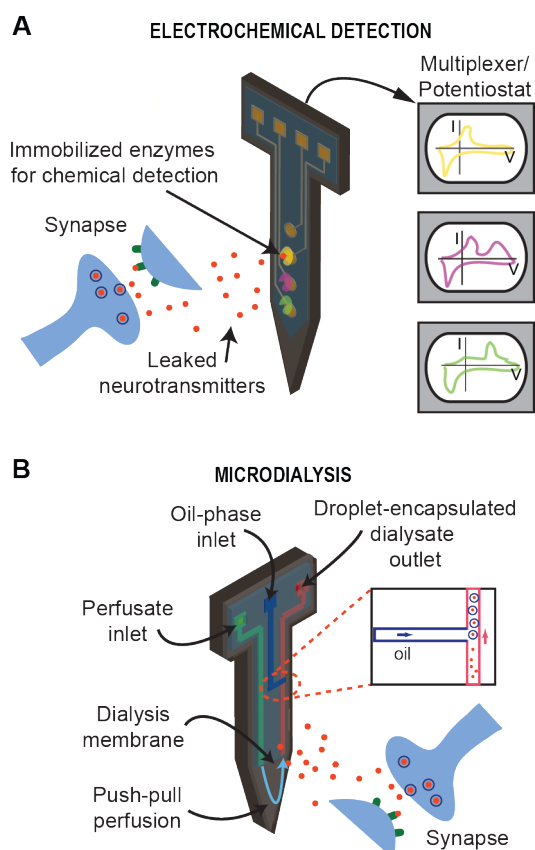 A
ELECTROCHEMICAL DETECTION
Multiplexer/
Potentiostat
I
V
Immobilized enzymes
for chemical detection
Synapse
I
V
Leaked
neurotransmitters
I
V
B
MICRODIALYSIS
Oil-phase
inlet
Droplet-encapsulated
dialysate
outlet
Perfusate
inlet
oil
Dialysis
membrane
Push-pull
perfusion
Synapse